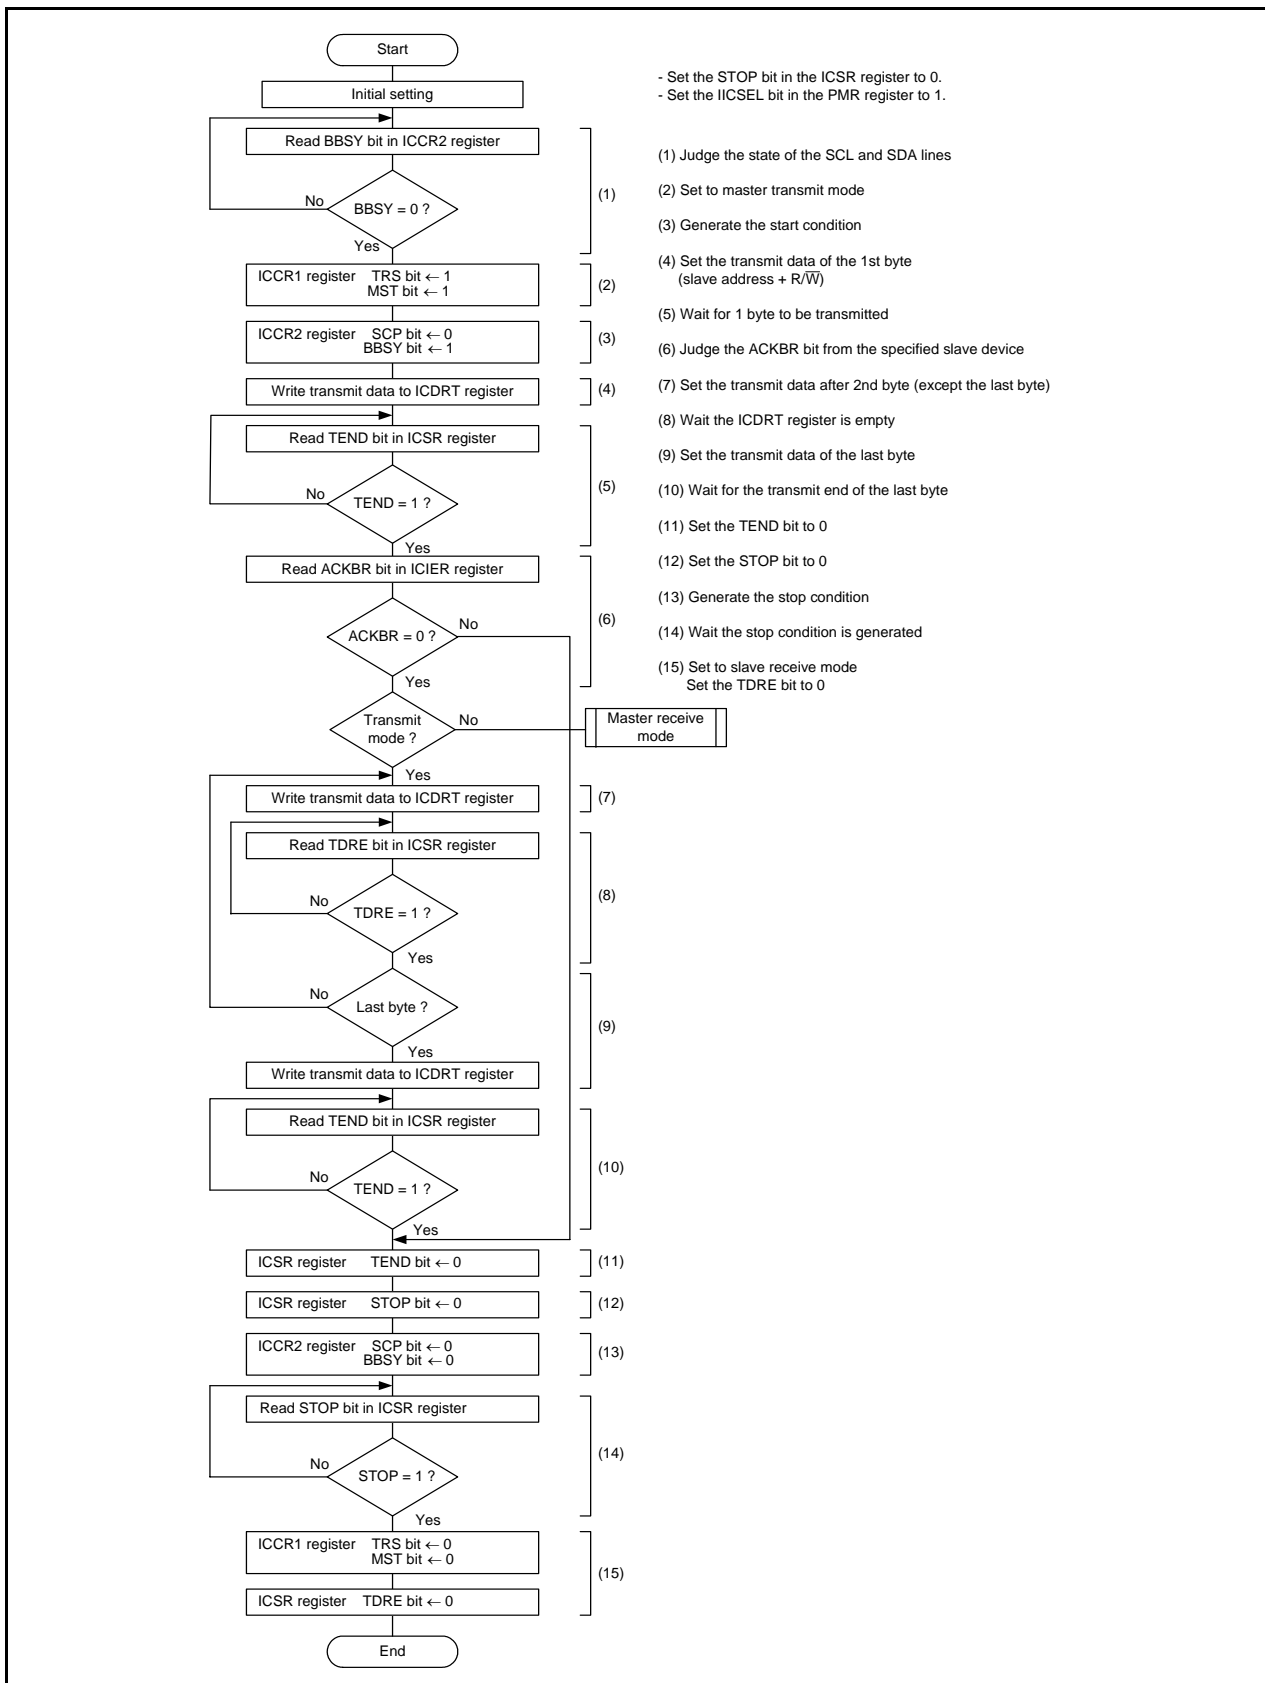 Start
Initial setting
Read BBSY bit in ICCR2 register
BBSY = 0 ?
No
Yes
(1)
ICCR1 register TRS bit ← 1
MST bit ← 1
(2)
ICCR2 register SCP bit ← 0
BBSY bit ← 1
(3)
Write transmit data to ICDRT register
(4)
Read TEND bit in ICSR register
TEND = 1 ?
No
Yes
(5)
Read ACKBR bit in ICIER register
ACKBR = 0 ?
No
Yes
(6)
Transmit
mode ?
No
Yes
Master receive
mode
Write transmit data to ICDRT register
(7)
Read TDRE bit in ICSR register
TDRE = 1 ?
No
Yes
(8)
Last byte ?
No
Yes
(9)
Write transmit data to ICDRT register
Read TEND bit in ICSR register
TEND = 1 ?
No
Yes
(10)
ICSR register TEND bit ← 0
(11)
ICSR register STOP bit ← 0
(12)
ICCR2 register SCP bit ← 0
BBSY bit ← 0
(13)
Read STOP bit in ICSR register
STOP = 1 ?
No
Yes
(14)
ICCR1 register TRS bit ← 0
MST bit ← 0
(15)
ICSR register TDRE bit ← 0
End
- Set the STOP bit in the ICSR register to 0.
- Set the IICSEL bit in the PMR register to 1.
(1) Judge the state of the SCL and SDA lines
(2) Set to master transmit mode
(3) Generate the start condition
(4) Set the transmit data of the 1st byte
(slave address + R/W̅)
(5) Wait for 1 byte to be transmitted
(6) Judge the ACKBR bit from the specified slave device
(7) Set the transmit data after 2nd byte (except the last byte)
(8) Wait the ICDRT register is empty
(9) Set the transmit data of the last byte
(10) Wait for the transmit end of the last byte
(11) Set the TEND bit to 0
(12) Set the STOP bit to 0
(13) Generate the stop condition
(14) Wait the stop condition is generated
(15) Set to slave receive mode
Set the TDRE bit to 0